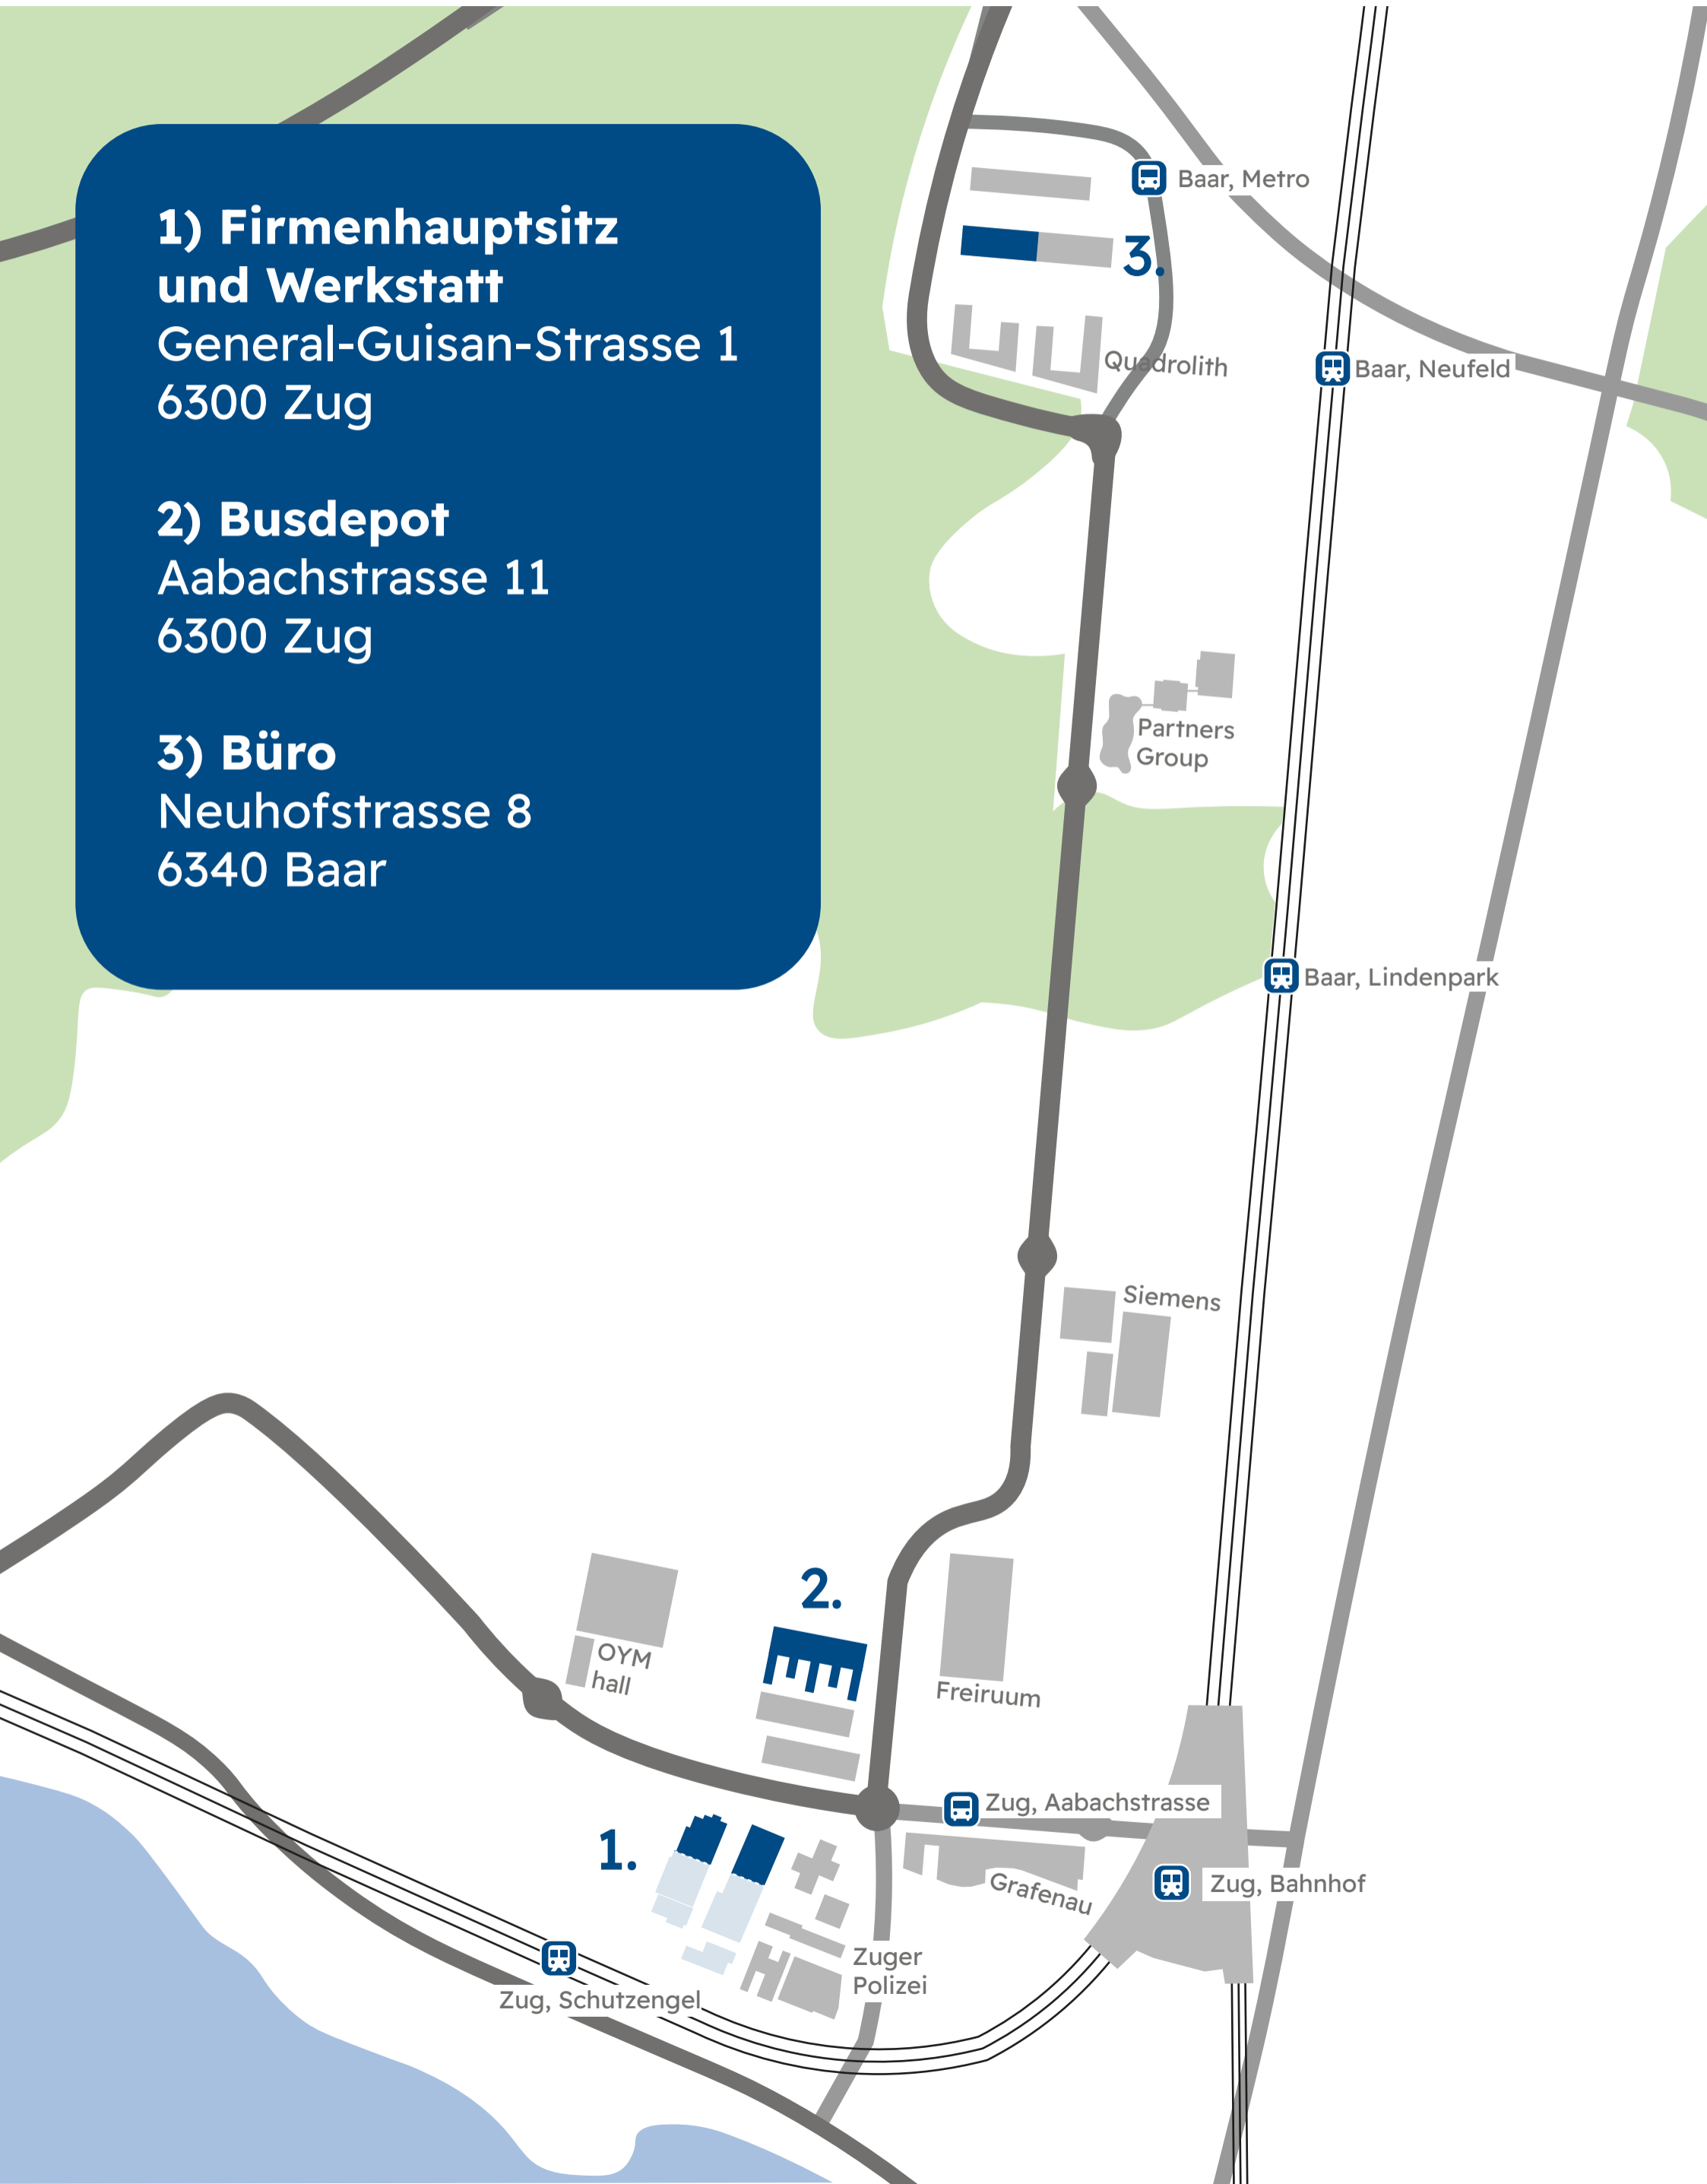 1) Firmenhauptsitz
und Werkstatt
General-Guisan-Strasse 1
6300 Zug
2) Busdepot
Aabachstrasse 11
6300 Zug
3) Büro
Neuhofstrasse 8
6340 Baar
Baar, Metro
3.
Quadrolith
Baar, Neufeld
Partners
Group
Baar, Lindenpark
Siemens
2.
OYM
hall
Freiruum
Zug, Aabachstrasse
1.
Grafenau
Zug, Bahnhof
Zuger
Polizei
Zug, Schutzengel